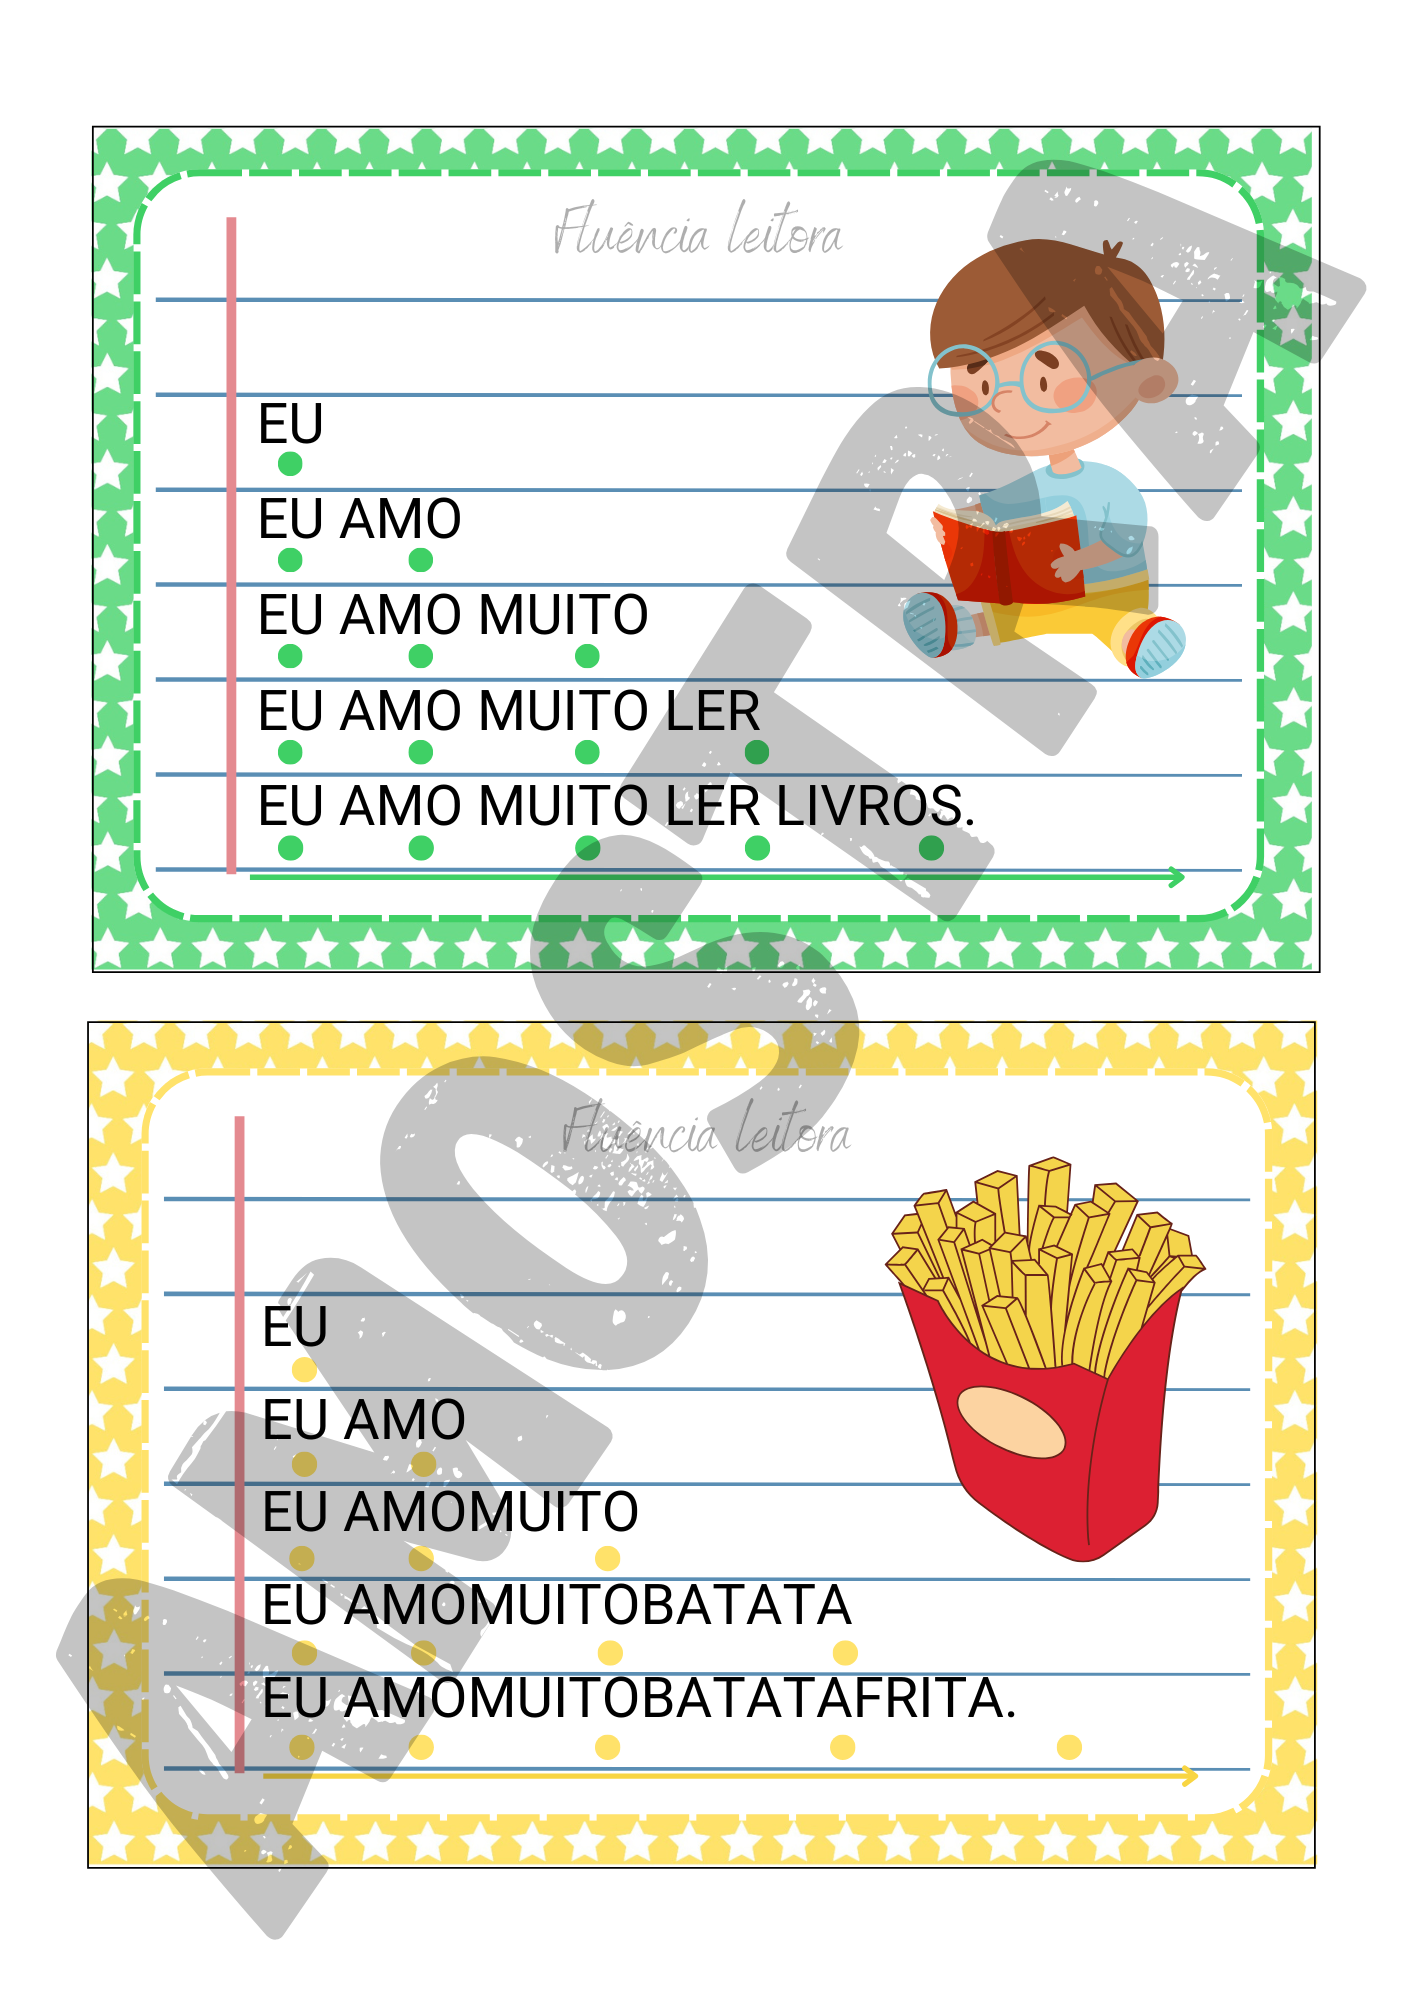 Fluência leitora
EU
EU AMO
EU AMO MUITO
EU AMO MUITO LER
EU AMO MUITO LER LIVROS.
Fluência leitora
EU
EU AMO
EU AMOMUITO
EU AMOMUITOBATATA
EU AMOMUITOBATATAFRITA.
AMOSTRA